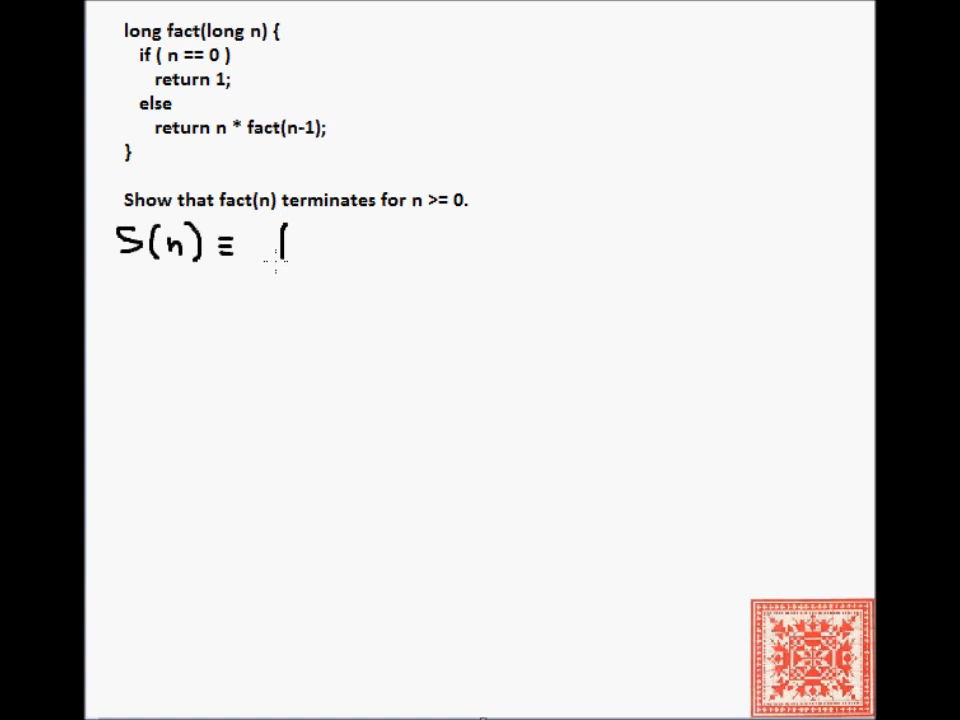 long fact(long n) {
if ( n == 0 )
return 1;
else
return n * fact(n-1);
}
Show that fact(n) terminates for n >= 0.
S(n) ≡